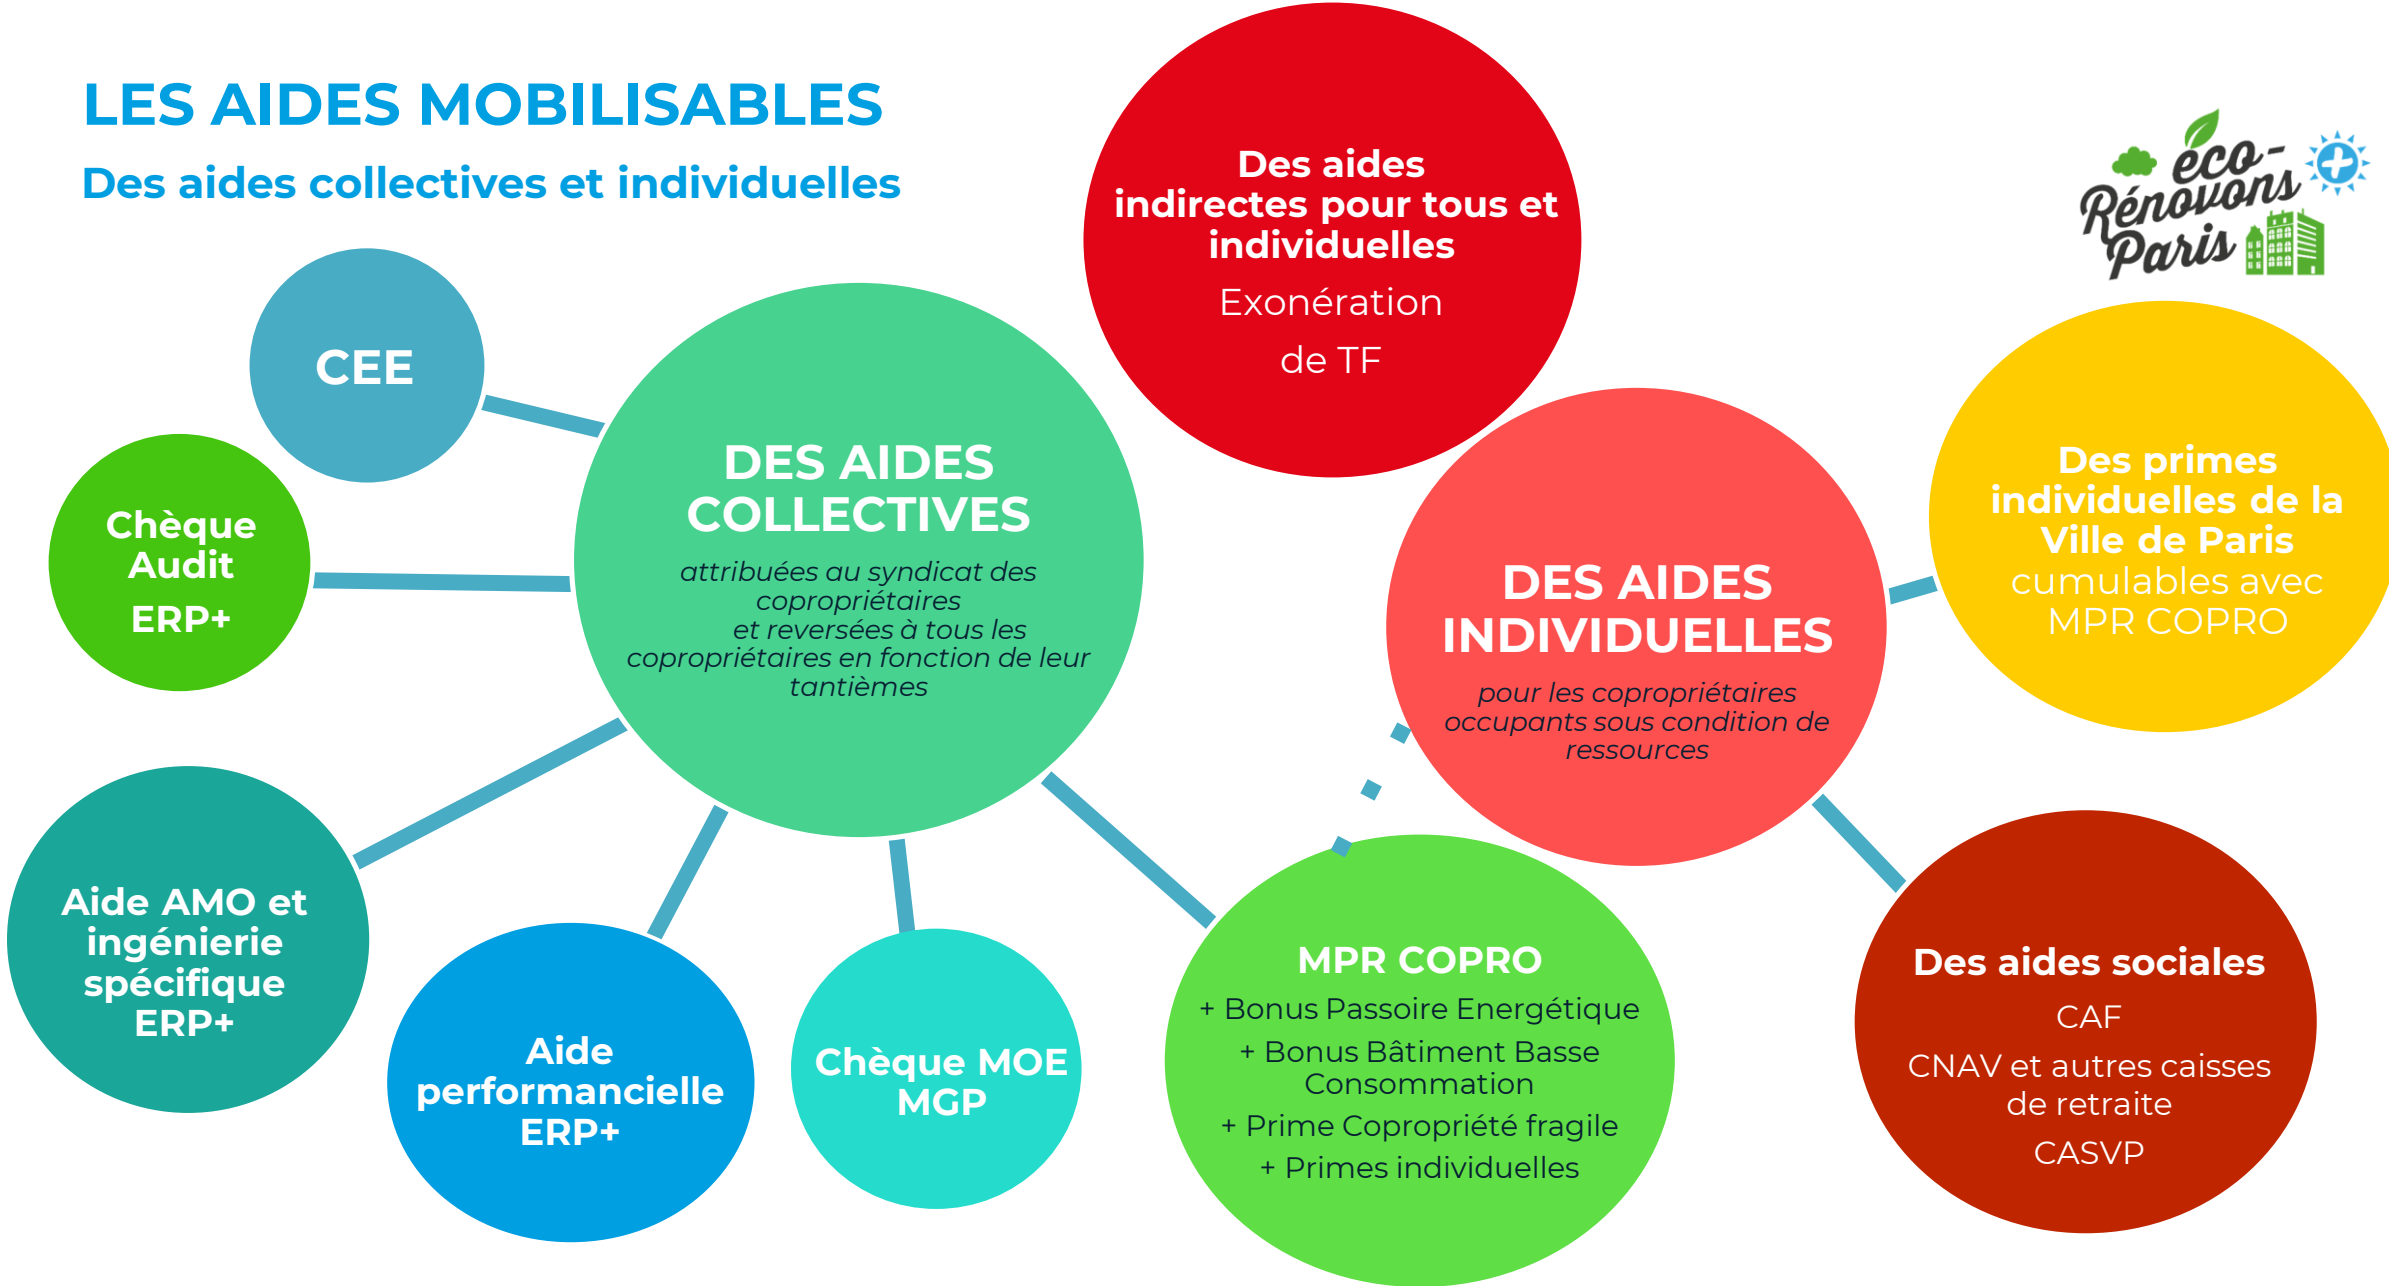 LES AIDES MOBILISABLES
Des aides collectives et individuelles
éco-
Rénovons
Paris
Des aides
indirectes pour tous et
individuelles
Exonération
de TF
CEE
Chèque
Audit
ERP+
DES AIDES
COLLECTIVES
attribuées au syndicat des
copropriétaires
et reversées à tous les
copropriétaires en fonction de leur
tantièmes
DES AIDES
INDIVIDUELLES
pour les copropriétaires
occupants sous condition de
ressources
Des primes
individuelles de la
Ville de Paris
cumulables avec
MPR COPRO
Aide AMO et
ingénierie
spécifique
ERP+
Aide
performancielle
ERP+
Chèque MOE
MGP
MPR COPRO
+ Bonus Passoire Energétique
+ Bonus Bâtiment Basse
Consommation
+ Prime Copropriété fragile
+ Primes individuelles
Des aides sociales
CAF
CNAV et autres caisses
de retraite
CASVP